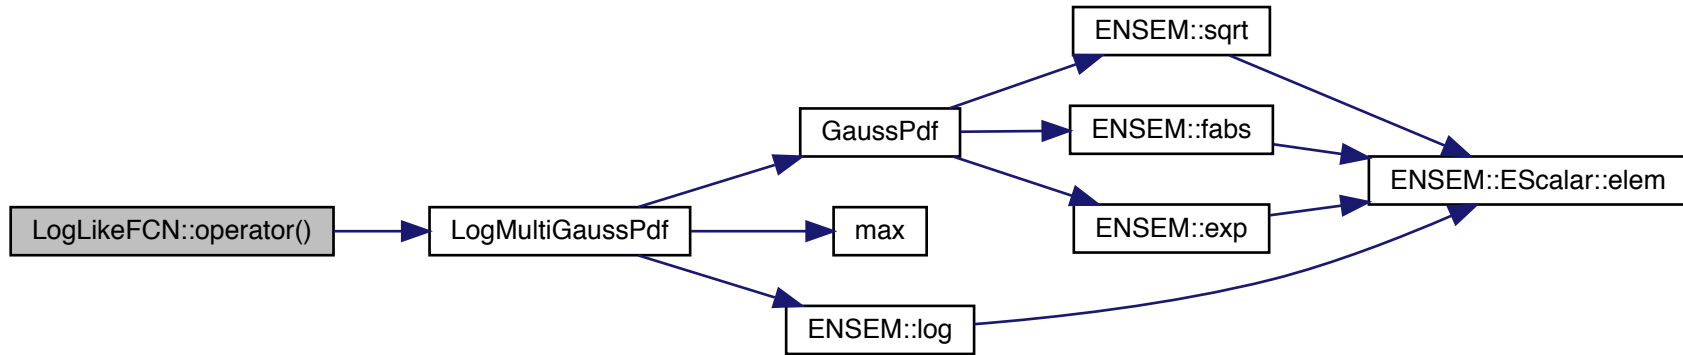 LogLikeFCN::operator()
LogMultiGaussPdf
GaussPdf
max
ENSEM::log
ENSEM::sqrt
ENSEM::fabs
ENSEM::exp
ENSEM::EScalar::elem